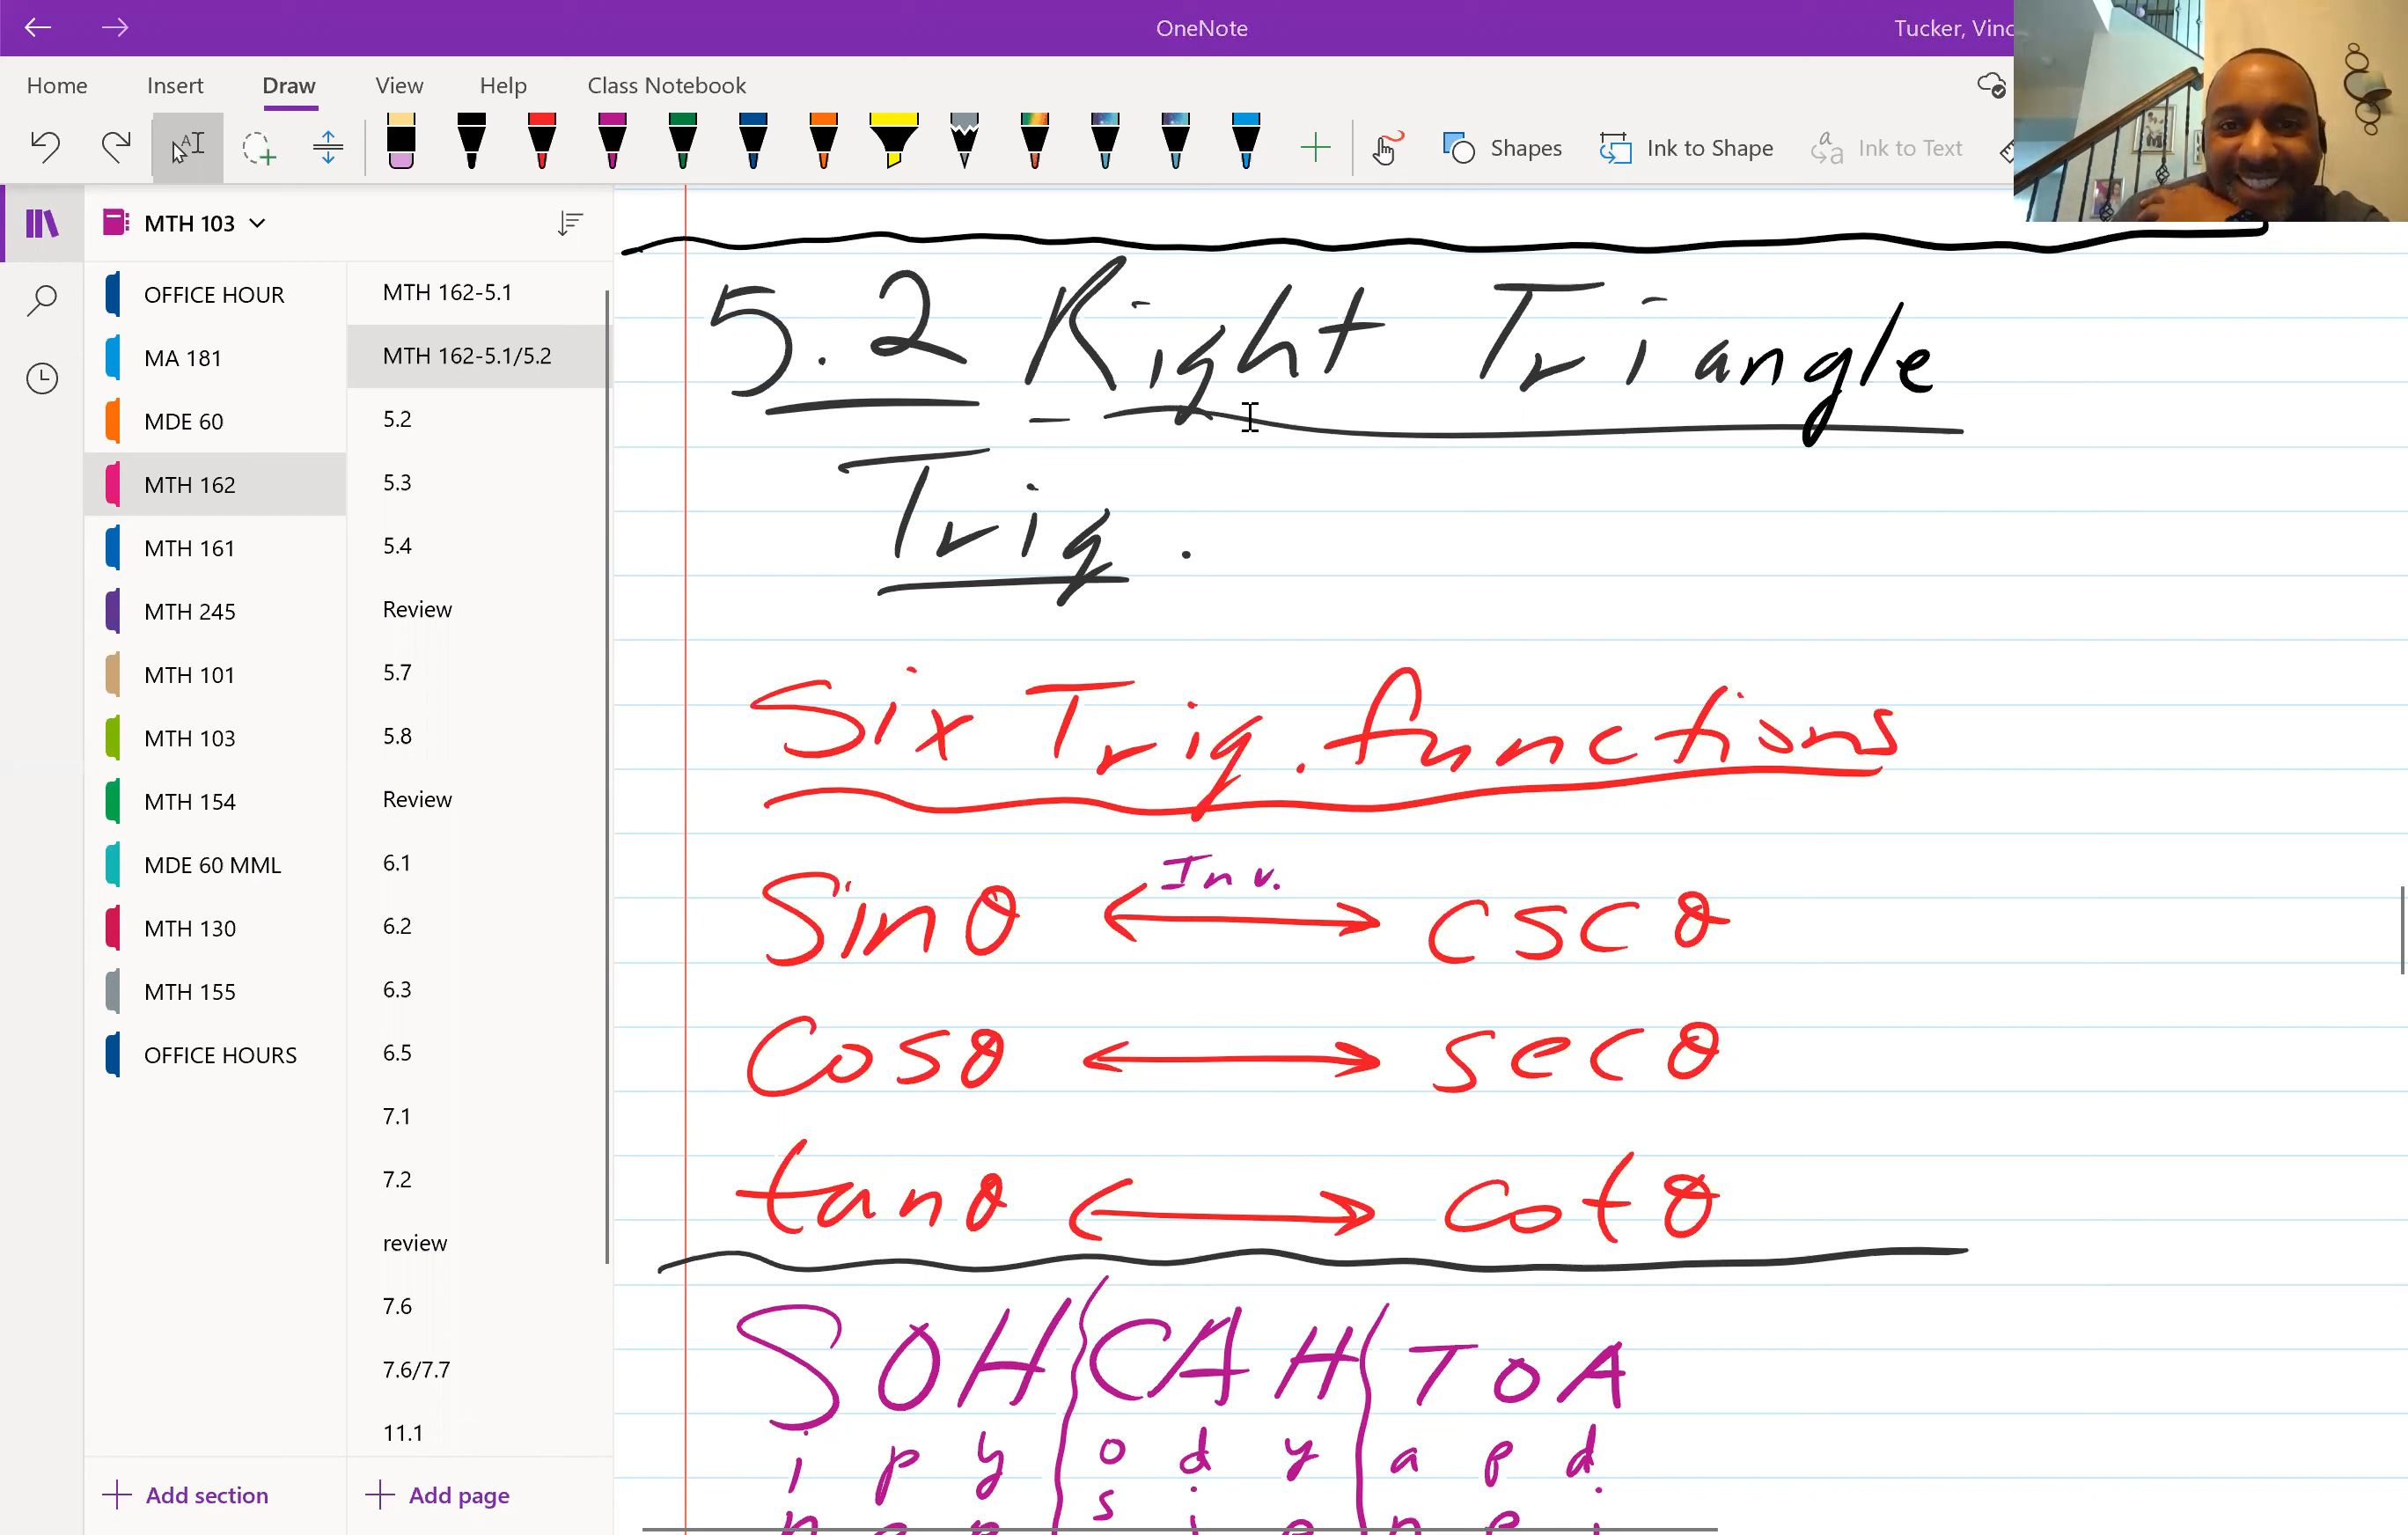 OneNote
Tucker, Vinc
Home Insert Draw View Help Class Notebook
Shapes Ink to Shape Ink to Text
MTH 103
OFFICE HOUR
MA 181
MDE 60
MTH 162
MTH 161
MTH 245
MTH 101
MTH 103
MTH 154
MDE 60 MML
MTH 130
MTH 155
OFFICE HOURS
Add section
MTH 162-5.1
MTH 162-5.1/5.2
5.2
5.3
5.4
Review
5.7
5.8
Review
6.1
6.2
6.3
6.5
7.1
7.2
review
7.6
7.6/7.7
11.1
Add page
5.2 Right Triangle
Trig.
Six Trig. functions
Sinθ ←Inv.→ cscθ
Cosθ ↔ secθ
tanθ ↔ cotθ
SOH CAH TOA
i p y o d y a p d
s i